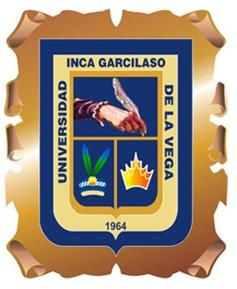 UNIVERSIDAD
INCA GARCILASO
DE LA VEGA
1964